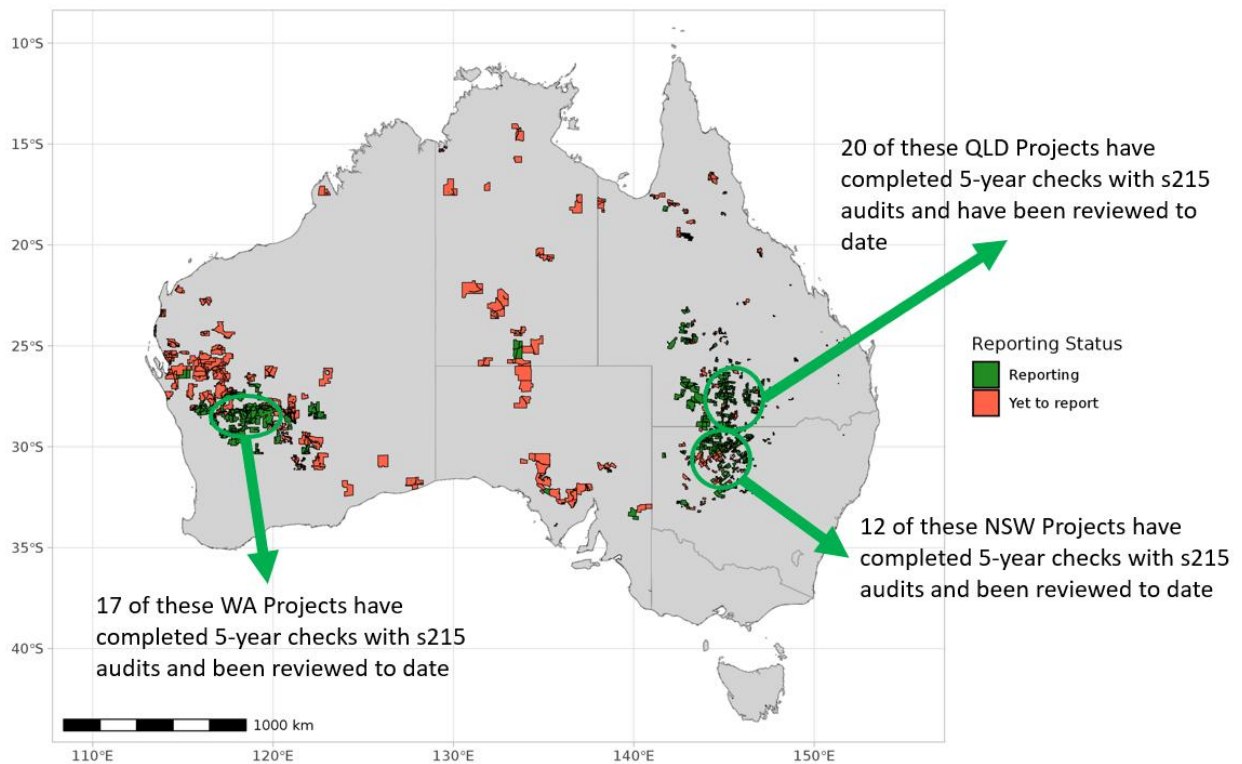 10°S
15°S
20°S
25°S
30°S
35°S
40°S
110°E
120°E
130°E
140°E
150°E
1000 km
20 of these QLD Projects have
completed 5-year checks with s215
audits and have been reviewed to
date
Reporting Status
Reporting
Yet to report
12 of these NSW Projects have
completed 5-year checks with s215
audits and been reviewed to date
17 of these WA Projects have
completed 5-year checks with s215
audits and been reviewed to date